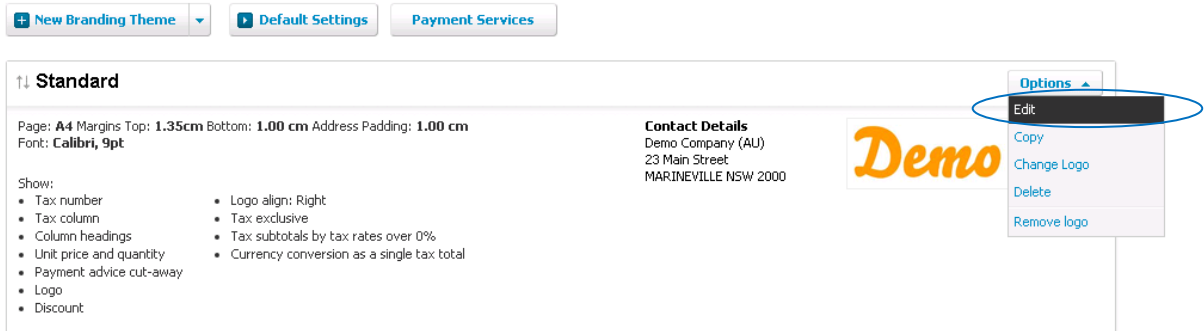 New Branding Theme Default Settings Payment Services
Standard
Options
Edit
Copy
Change Logo
Delete
Remove logo
Page: A4 Margins Top: 1.35cm Bottom: 1.00 cm Address Padding: 1.00 cm
Font: Calibri, 9pt
Contact Details
Demo Company (AU)
23 Main Street
MARINEVILLE NSW 2000
Demo
Show:
• Tax number
• Tax column
• Column headings
• Unit price and quantity
• Payment advice cut-away
• Logo
• Discount
• Logo align: Right
• Tax exclusive
• Tax subtotals by tax rates over 0%
• Currency conversion as a single tax total